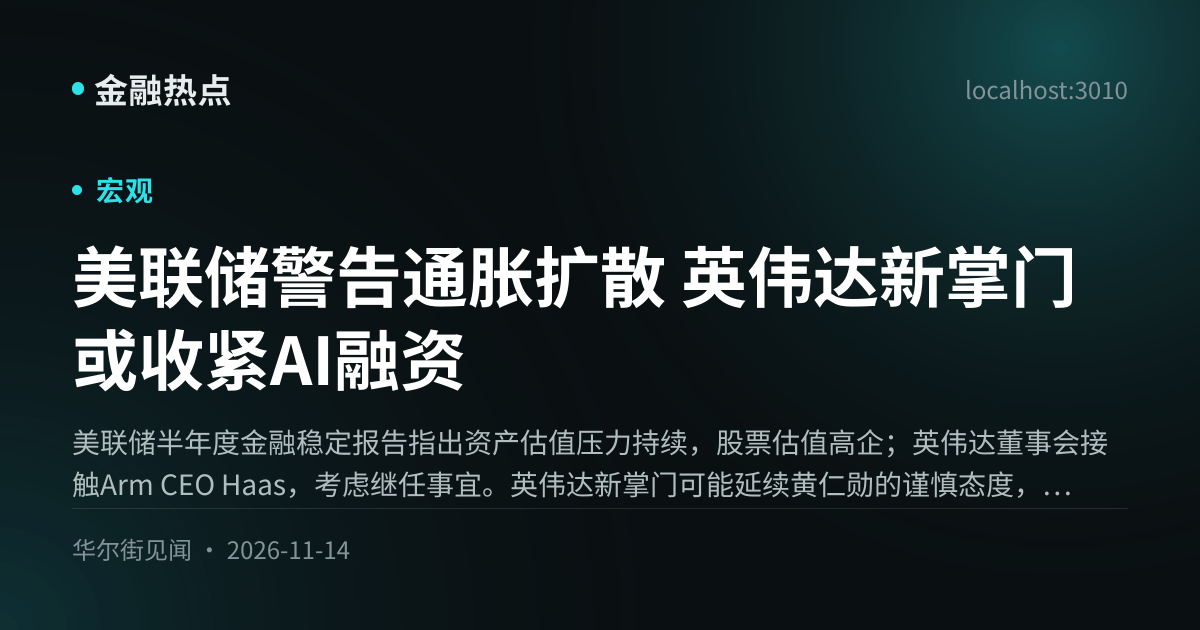 金融热点
localhost:3010
宏观
美联储警告通胀扩散 英伟达新掌门
或收紧AI融资
美联储半年度金融稳定报告指出资产估值压力持续，股票估值高企；英伟达董事会接
触Arm CEO Haas，考虑继任事宜。英伟达新掌门可能延续黄仁勋的谨慎态度，…
华尔街见闻 • 2026-11-14